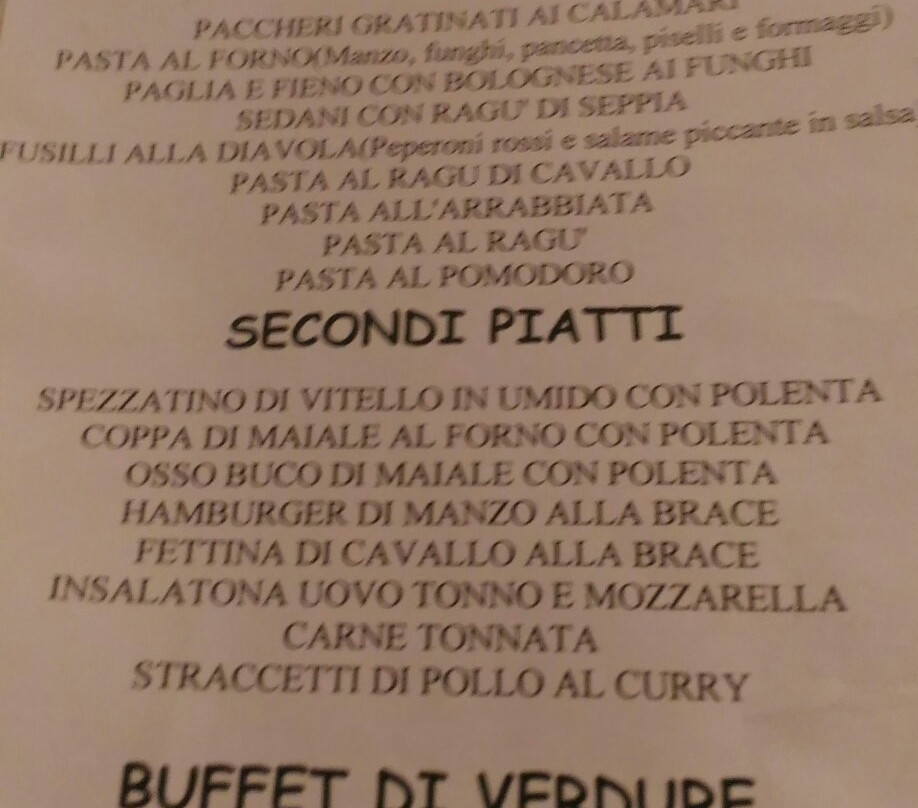 PACCHERI GRATINATI AI CALAMARI
PASTA AL FORNO(Manzo, funghi, pancetta, piselli e formaggi)
PAGLIA E FIENO CON BOLOGNESE AI FUNGHI
SEDANI CON RAGU' DI SEPPIA
FUSILLI ALLA DIAVOLA(Peperoni rossi e salame piccante in salsa
PASTA AL RAGU DI CAVALLO
PASTA ALL'ARRABBIATA
PASTA AL RAGU'
PASTA AL POMODORO
SECONDI PIATTI
SPEZZATINO DI VITELLO IN UMIDO CON POLENTA
COPPA DI MAIALE AL FORNO CON POLENTA
OSSO BUCO DI MAIALE CON POLENTA
HAMBURGER DI MANZO ALLA BRACE
FETTINA DI CAVALLO ALLA BRACE
INSALATONA UOVO TONNO E MOZZARELLA
CARNE TONNATA
STRACCETTI DI POLLO AL CURRY
BUFFET DI VERDURE